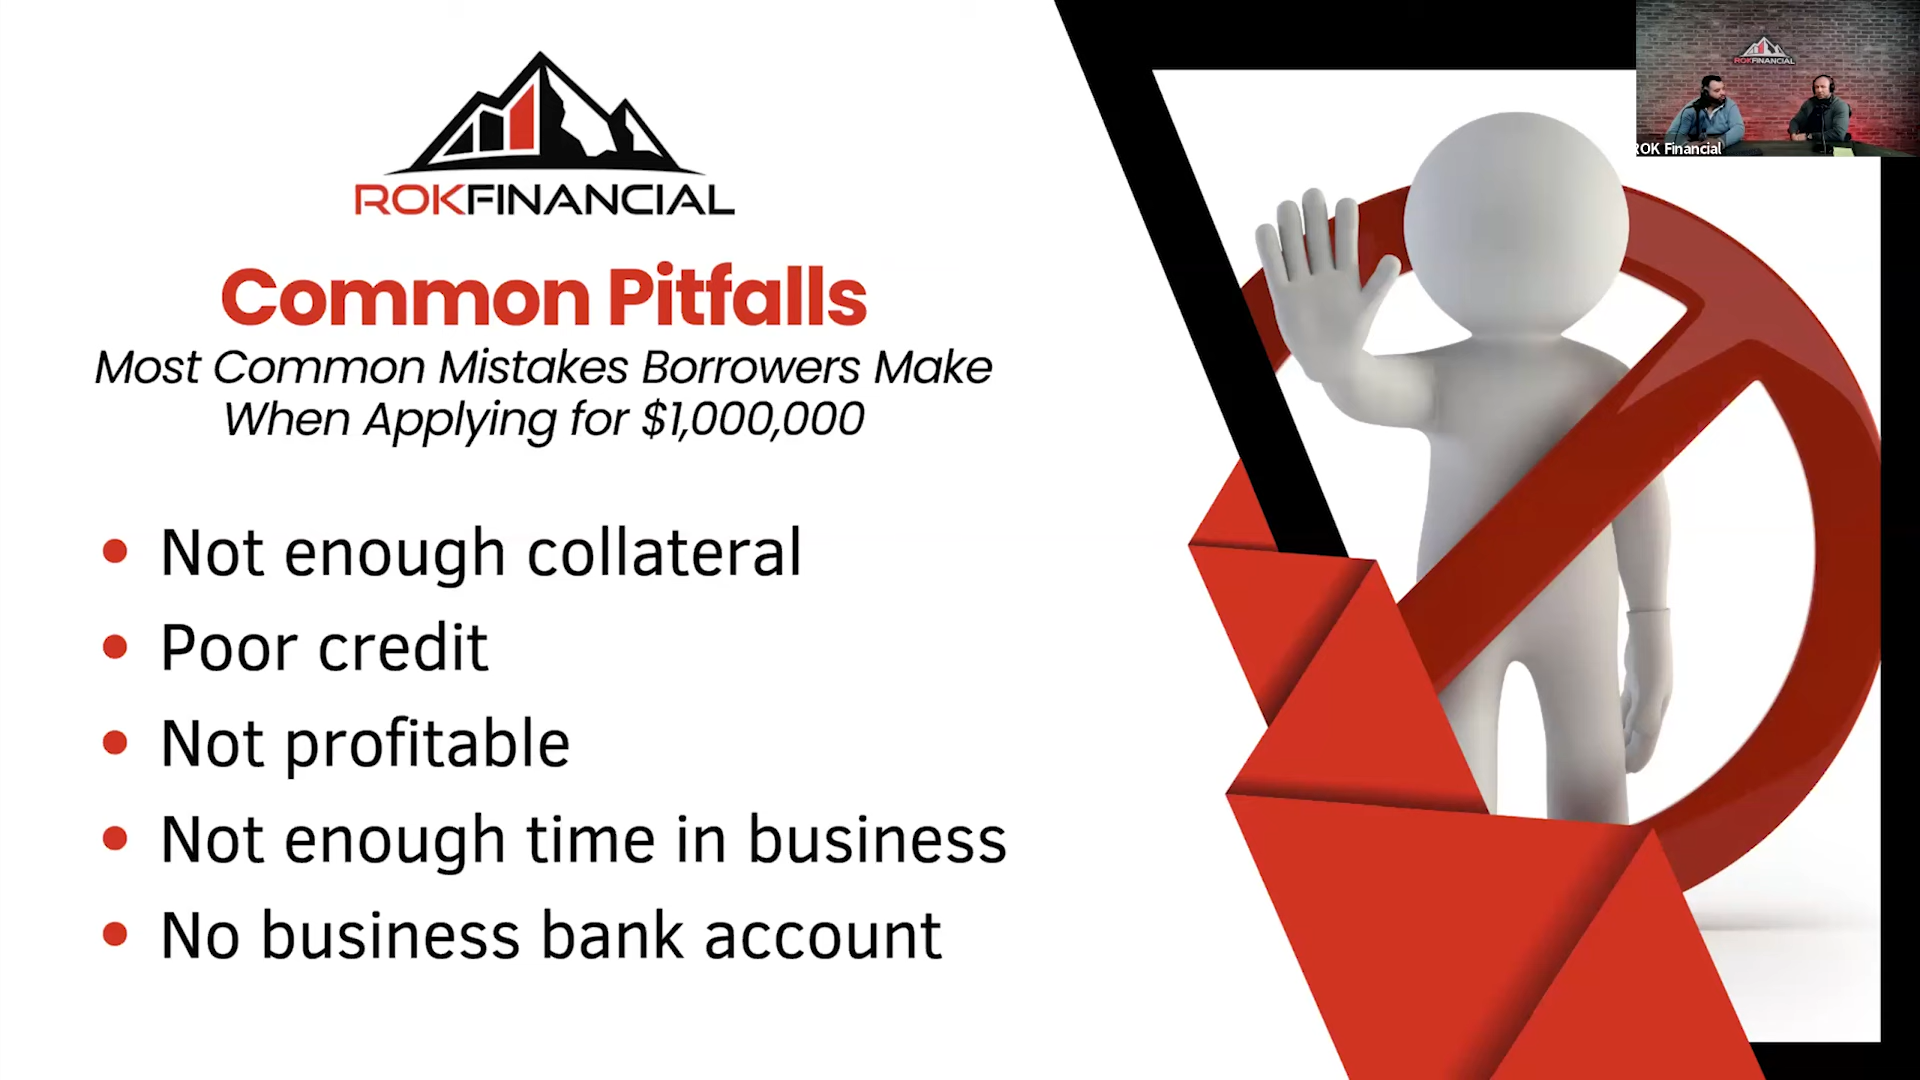 ROKFINANCIAL
Common Pitfalls
Most Common Mistakes Borrowers Make
When Applying for $1,000,000
• Not enough collateral
• Poor credit
• Not profitable
• Not enough time in business
• No business bank account
ROKFINANCIAL
ROK Financial